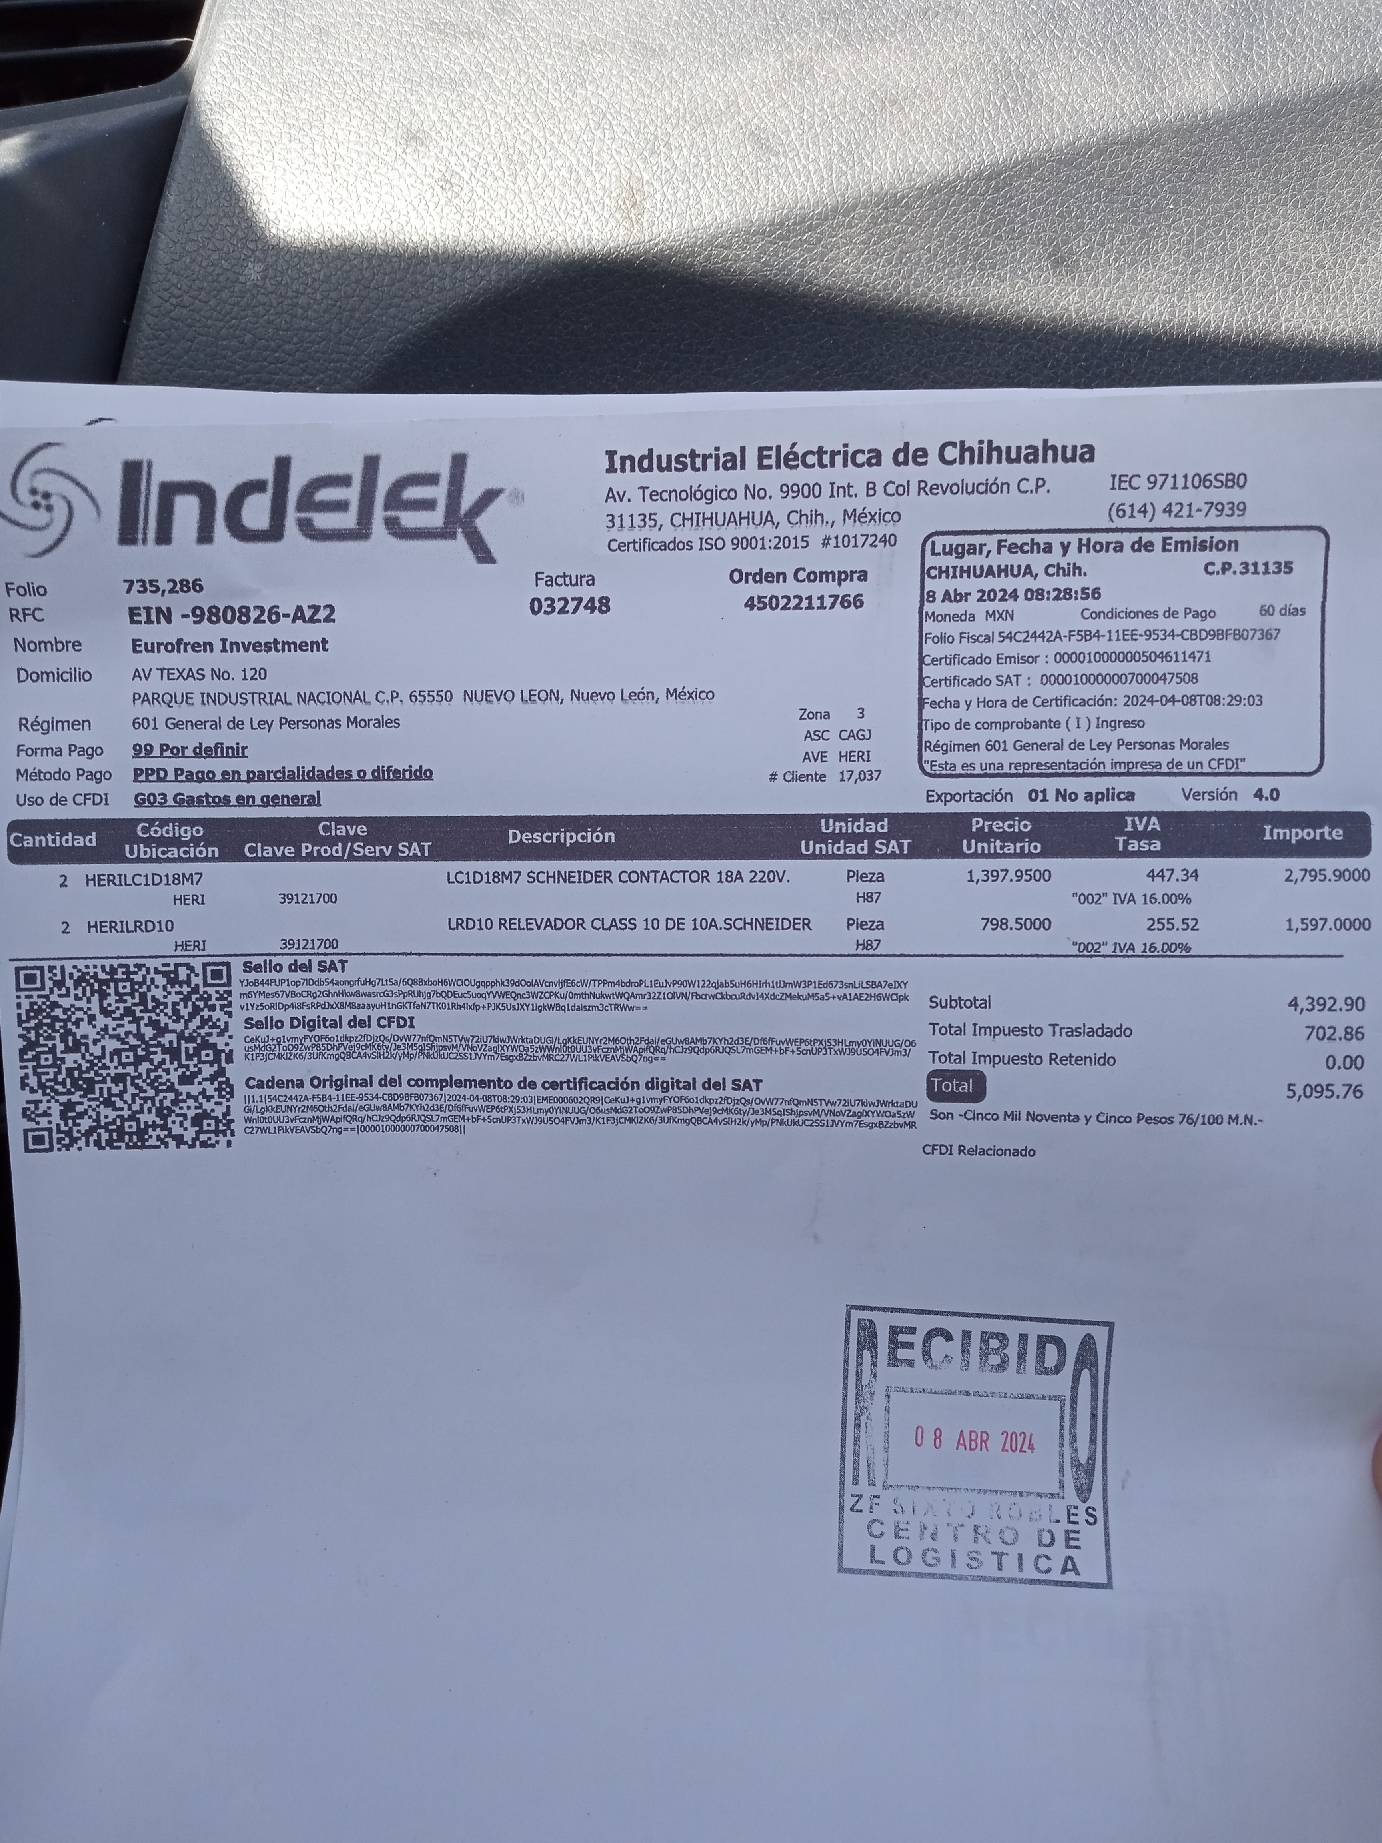 Indelek
Industrial Eléctrica de Chihuahua
Av. Tecnológico No. 9900 Int. B Col Revolución C.P.
31135, CHIHUAHUA, Chih., México
Certificados ISO 9001:2015 #1017240
IEC 971106SB0
(614) 421-7939
Folio 735,286
Factura
032748
Orden Compra
4502211766
RFC EIN -980826-AZ2
Nombre Eurofren Investment
Domicilio AV TEXAS No. 120
PARQUE INDUSTRIAL NACIONAL C.P. 65550 NUEVO LEON, Nuevo León, México
Régimen 601 General de Ley Personas Morales
Forma Pago 99 Por definir
Método Pago PPD Pago en parcialidades o diferido
Uso de CFDI G03 Gastos en general
Zona 3
ASC CAGJ
AVE HERI
# Cliente 17,037
Lugar, Fecha y Hora de Emision
CHIHUAHUA, Chih. C.P.31135
8 Abr 2024 08:28:56
Moneda MXN Condiciones de Pago 60 días
Folio Fiscal 54C2442A-F5B4-11EE-9534-CBD9BFB07367
Certificado Emisor : 00001000000504611471
Certificado SAT : 00001000000700047508
Fecha y Hora de Certificación: 2024-04-08T08:29:03
Tipo de comprobante ( I ) Ingreso
Régimen 601 General de Ley Personas Morales
"Esta es una representación impresa de un CFDI"
Exportación 01 No aplica Versión 4.0
Cantidad Código Ubicación Clave Clave Prod/Serv SAT Descripción Unidad Unidad SAT Precio Unitario IVA Tasa Importe
2 HERILC1D18M7 LC1D18M7 SCHNEIDER CONTACTOR 18A 220V. Pieza 1,397.9500 447.34 2,795.9000
HERI 39121700 H87 "002" IVA 16.00%
2 HERILRD10 LRD10 RELEVADOR CLASS 10 DE 10A.SCHNEIDER Pieza 798.5000 255.52 1,597.0000
HERI 39121700 H87 "002" IVA 16.00%
Sello del SAT
Sello Digital del CFDI
Cadena Original del complemento de certificación digital del SAT
Subtotal 4,392.90
Total Impuesto Trasladado 702.86
Total Impuesto Retenido 0.00
Total 5,095.76
Son -Cinco Mil Noventa y Cinco Pesos 76/100 M.N.-
CFDI Relacionado
RECIBIDO
08 ABR 2024
ZF SIXTO ROBLES
CENTRO DE
LOGISTICA